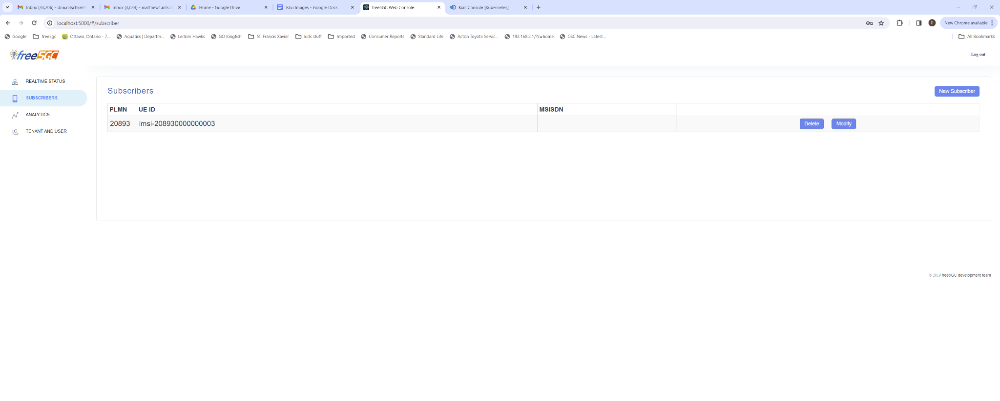 Inbox (33,206) - don.nitschke@
Inbox (3,034) - matthew1.nitsch
Home - Google Drive
Istio Images - Google Docs
free5GC Web Console
Kiali Console [Kubernetes]
localhost:5000/#/subscriber
D
New Chrome available
Google
free5gc
Ottawa, Ontario - 7...
Aquatics | Departm...
Leitrim Hawks
GO Kingfish
St. Francis Xavier
kids stuff
Imported
Consumer Reports
Standard Life
Acton Toyota Servic...
192.168.2.1/?c=home
CBC News - Latest...
All Bookmarks
free5GC
Log out
REALTIME STATUS
SUBSCRIBERS
ANALYTICS
TENANT AND USER
Subscribers
New Subscriber
PLMN UE ID MSISDN
20893 imsi-208930000000003 Delete Modify
© 2019 free5GC development team